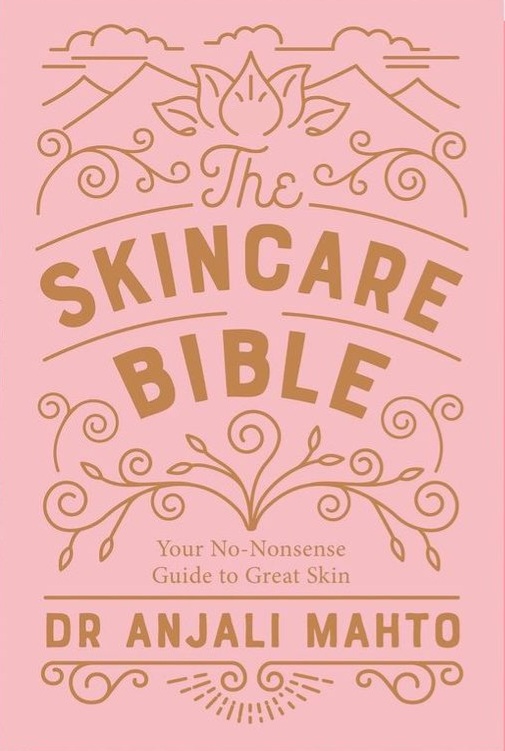 The
SKINCARE
BIBLE
Your No-Nonsense
Guide to Great Skin
DR ANJALI MAHTO